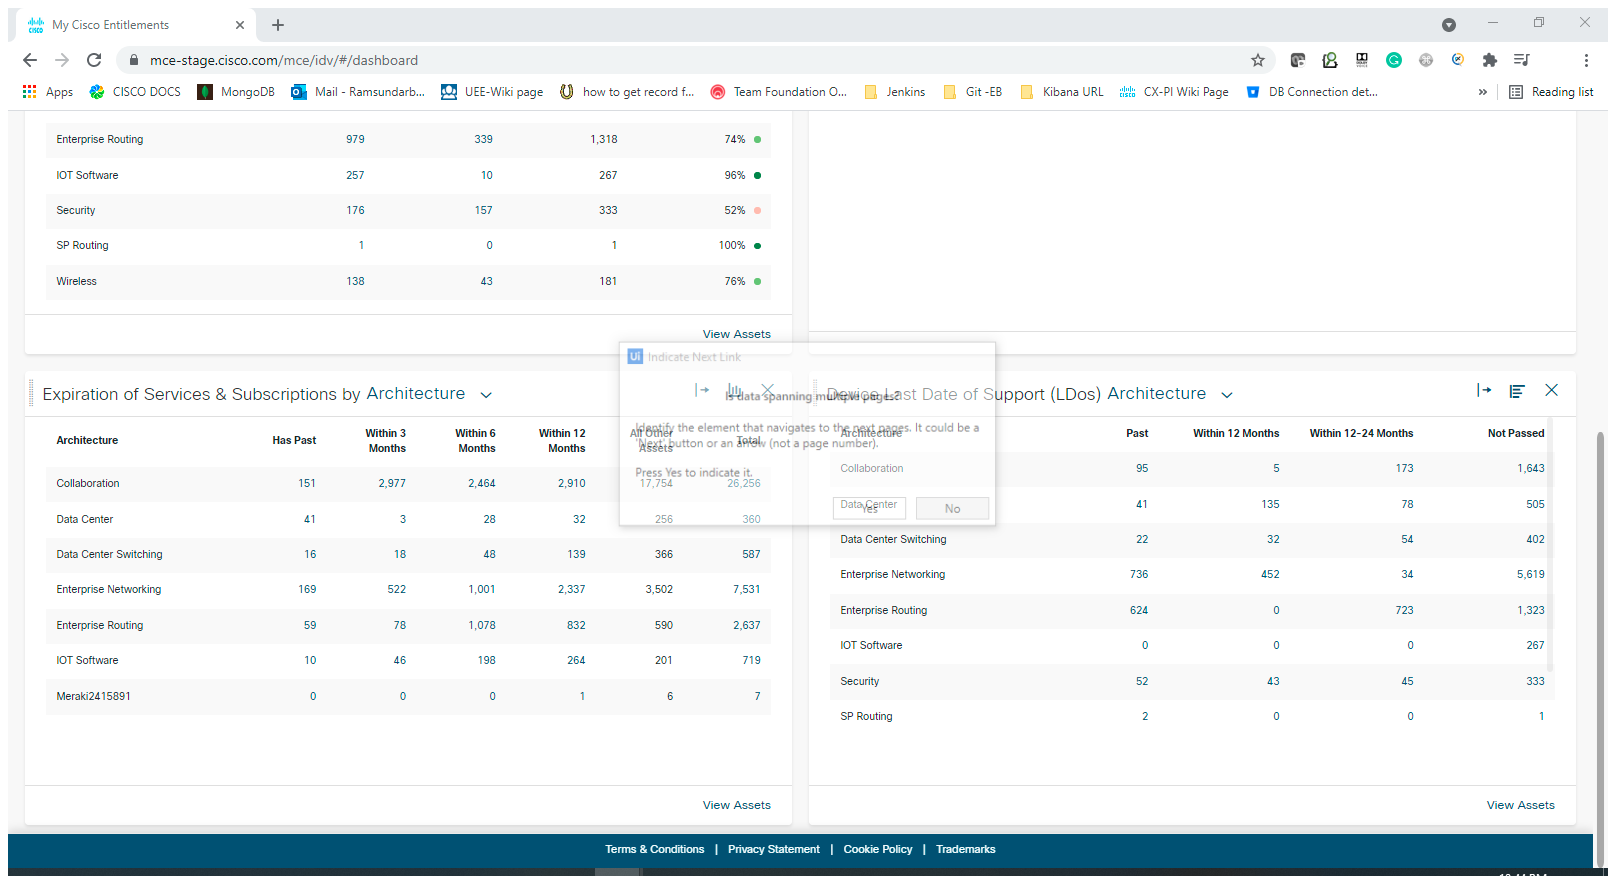 My Cisco Entitlements
mce-stage.cisco.com/mce/idv/#/dashboard
Apps CISCO DOCS MongoDB Mail - Ramsundarb... UEE-Wiki page how to get record f... Team Foundation O... Jenkins Git -EB Kibana URL CX-PI Wiki Page DB Connection det... » Reading list
Enterprise Routing 979 339 1,318 74%
IOT Software 257 10 267 96%
Security 176 157 333 52%
SP Routing 1 0 1 100%
Wireless 138 43 181 76%
View Assets
Ui Indicate Next Link
Is data spanning multiple pages?
Identify the element that navigates to the next pages. It could be a
'Next' button or an arrow (not a page number).
Press Yes to indicate it.
Yes No
Expiration of Services & Subscriptions by Architecture
Architecture Has Past Within 3 Months Within 6 Months Within 12 Months All Other Assets Total
Collaboration 151 2,977 2,464 2,910 17,754 26,256
Data Center 41 3 28 32 256 360
Data Center Switching 16 18 48 139 366 587
Enterprise Networking 169 522 1,001 2,337 3,502 7,531
Enterprise Routing 59 78 1,078 832 590 2,637
IOT Software 10 46 198 264 201 719
Meraki2415891 0 0 0 1 6 7
View Assets
Device Last Date of Support (LDos) Architecture
Architecture Past Within 12 Months Within 12-24 Months Not Passed
Collaboration 95 5 173 1,643
Data Center 41 135 78 505
Data Center Switching 22 32 54 402
Enterprise Networking 736 452 34 5,619
Enterprise Routing 624 0 723 1,323
IOT Software 0 0 0 267
Security 52 43 45 333
SP Routing 2 0 0 1
View Assets
Terms & Conditions | Privacy Statement | Cookie Policy | Trademarks